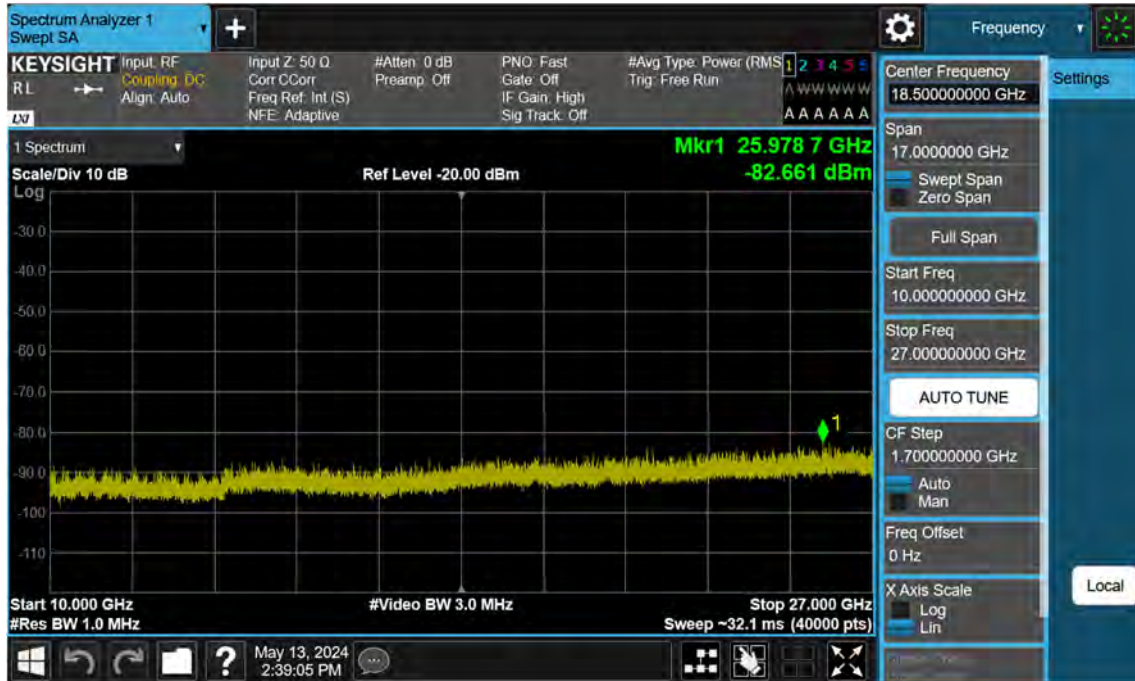 Spectrum Analyzer 1
Swept SA
Frequency
KEYSIGHT
RL
LXI
Input: RF
Coupling: DC
Align: Auto
Input Z: 50 Ω
Corr CCorr
Freq Ref: Int (S)
NFE: Adaptive
#Atten: 0 dB
Preamp: Off
PNO: Fast
Gate: Off
IF Gain: High
Sig Track: Off
#Avg Type: Power (RMS
Trig: Free Run
1 2 3 4 5 6
A W W W W W
A A A A A A
1 Spectrum
Scale/Div 10 dB
Ref Level -20.00 dBm
Mkr1 25.978 7 GHz
-82.661 dBm
Log
-30.0
-40.0
-50.0
-60.0
-70.0
-80.0
-90.0
-100
-110
1
Start 10.000 GHz
#Video BW 3.0 MHz
Stop 27.000 GHz
#Res BW 1.0 MHz
Sweep ~32.1 ms (40000 pts)
?
May 13, 2024
2:39:05 PM
Center Frequency
18.500000000 GHz
Span
17.0000000 GHz
Swept Span
Zero Span
Full Span
Start Freq
10.000000000 GHz
Stop Freq
27.000000000 GHz
AUTO TUNE
CF Step
1.700000000 GHz
Auto
Man
Freq Offset
0 Hz
X Axis Scale
Log
Lin
Settings
Local